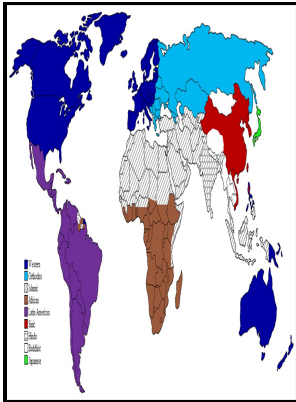 Western
Orthodox
Islamic
African
Latin American
Sinic
Hindu
Buddhist
Japanese